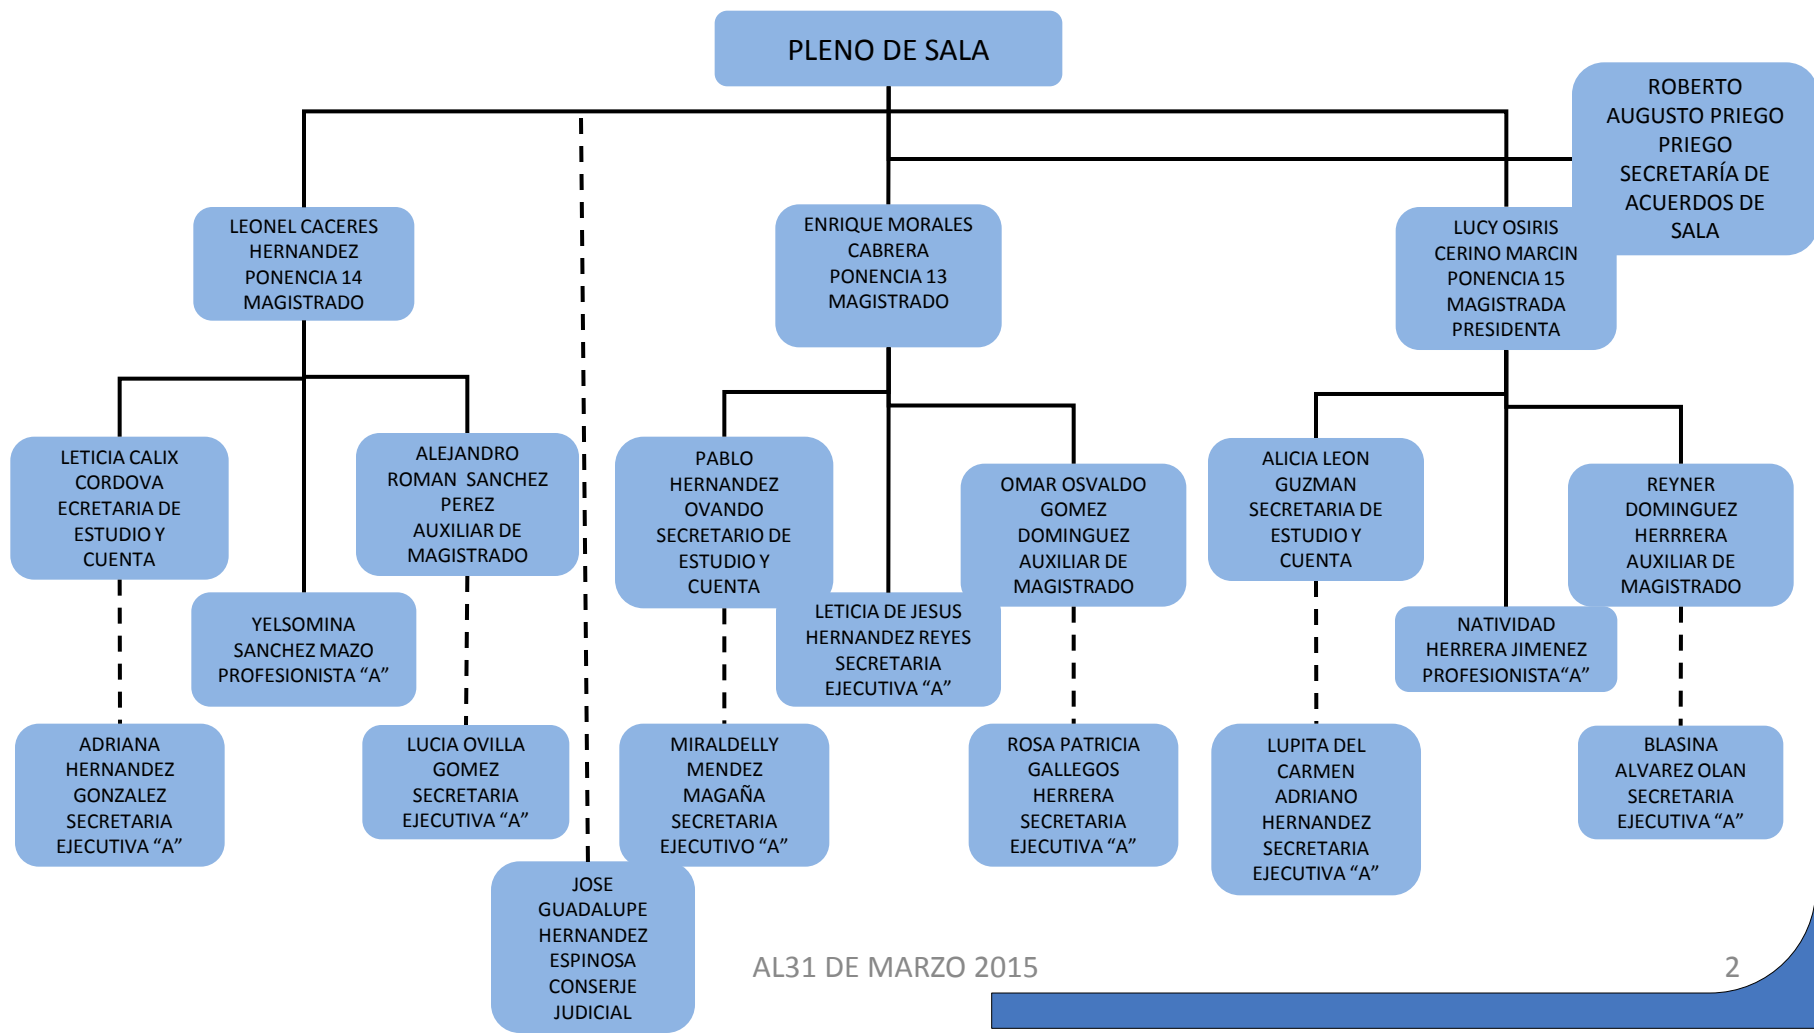 PLENO DE SALA
ROBERTO
AUGUSTO PRIEGO
PRIEGO
SECRETARÍA DE
ACUERDOS DE
SALA
LEONEL CACERES
HERNANDEZ
PONENCIA 14
MAGISTRADO
ENRIQUE MORALES
CABRERA
PONENCIA 13
MAGISTRADO
LUCY OSIRIS
CERINO MARCIN
PONENCIA 15
MAGISTRADA
PRESIDENTA
LETICIA CALIX
CORDOVA
ECRETARIA DE
ESTUDIO Y
CUENTA
ALEJANDRO
ROMAN  SANCHEZ
PEREZ
AUXILIAR DE
MAGISTRADO
PABLO
HERNANDEZ
OVANDO
SECRETARIO DE
ESTUDIO Y
CUENTA
OMAR OSVALDO
GOMEZ
DOMINGUEZ
AUXILIAR DE
MAGISTRADO
ALICIA LEON
GUZMAN
SECRETARIA DE
ESTUDIO Y
CUENTA
REYNER
DOMINGUEZ
HERRRERA
AUXILIAR DE
MAGISTRADO
YELSOMINA
SANCHEZ MAZO
PROFESIONISTA “A”
LETICIA DE JESUS
HERNANDEZ REYES
SECRETARIA
EJECUTIVA “A”
NATIVIDAD
HERRERA JIMENEZ
PROFESIONISTA“A”
ADRIANA
HERNANDEZ
GONZALEZ
SECRETARIA
EJECUTIVA “A”
LUCIA OVILLA
GOMEZ
SECRETARIA
EJECUTIVA “A”
MIRALDELLY
MENDEZ
MAGAÑA
SECRETARIA
EJECUTIVO “A”
ROSA PATRICIA
GALLEGOS
HERRERA
SECRETARIA
EJECUTIVA “A”
LUPITA DEL
CARMEN
ADRIANO
HERNANDEZ
SECRETARIA
EJECUTIVA “A”
BLASINA
ALVAREZ OLAN
SECRETARIA
EJECUTIVA “A”
JOSE
GUADALUPE
HERNANDEZ
ESPINOSA
CONSERJE
JUDICIAL
AL31 DE MARZO 2015
2